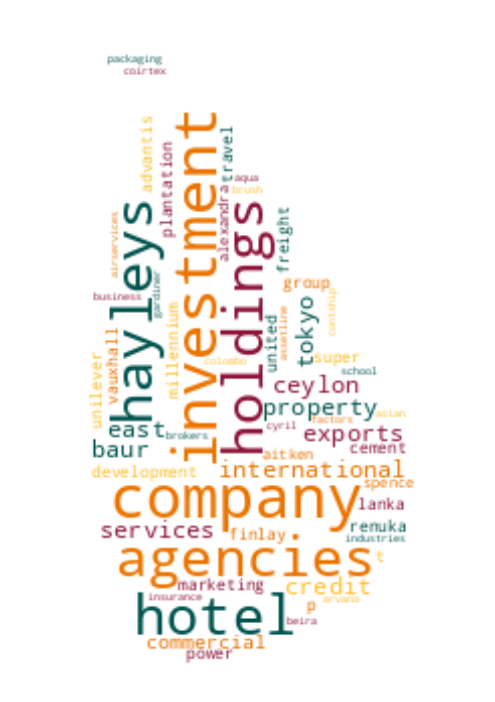 packaging
coirtex
advantis
investment
travel
plantation
aqua
brush
alexandra
hayleys
holdings
freight
airservices
gardiner
group
business
tokyo
contship
millennium
united
assetline
vauxhall
unilever
colombo
super
school
ceylon
property
asian
factors
east
brokers
cyril
exports
baur
cement
aitken
development
international
spence
company
lanka
services
finlay
renuka
industries
agencies
t
marketing
credit
insurance
arvana
p
hotel
beira
commercial
power